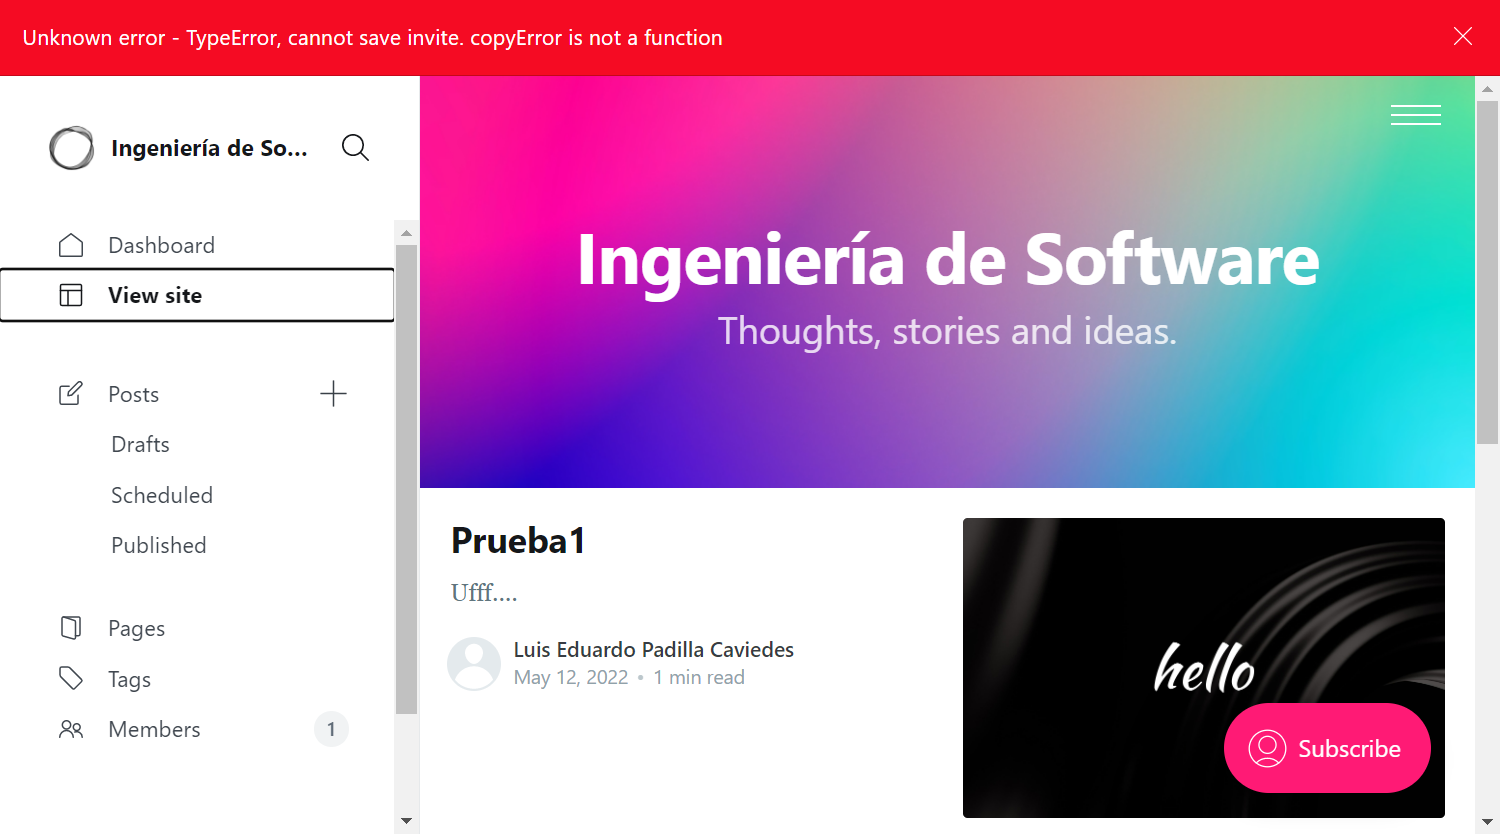 Unknown error - TypeError, cannot save invite. copyError is not a function
Ingeniería de So...
Dashboard
View site
Posts
Drafts
Scheduled
Published
Pages
Tags
Members 1
Ingeniería de Software
Thoughts, stories and ideas.
Prueba1
Ufff....
Luis Eduardo Padilla Caviedes
May 12, 2022 • 1 min read
hello
Subscribe